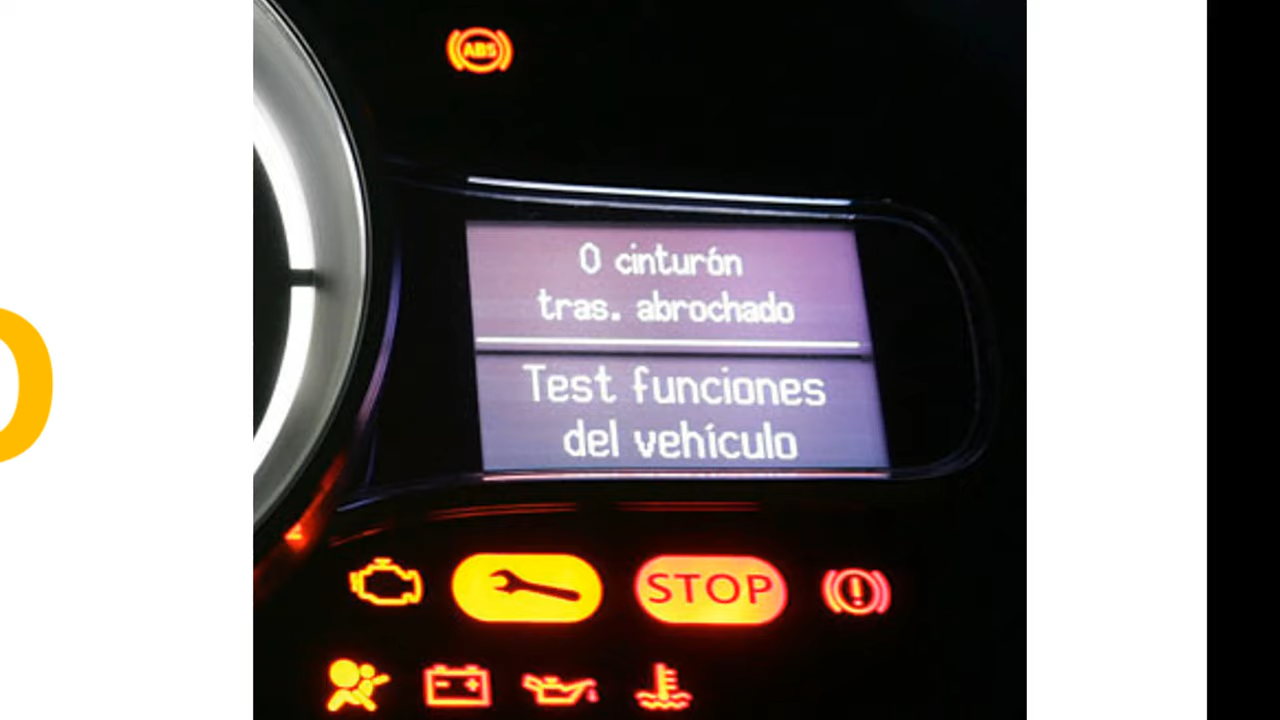 ABS
0 cinturón
tras. abrochado
Test funciones
del vehículo
STOP